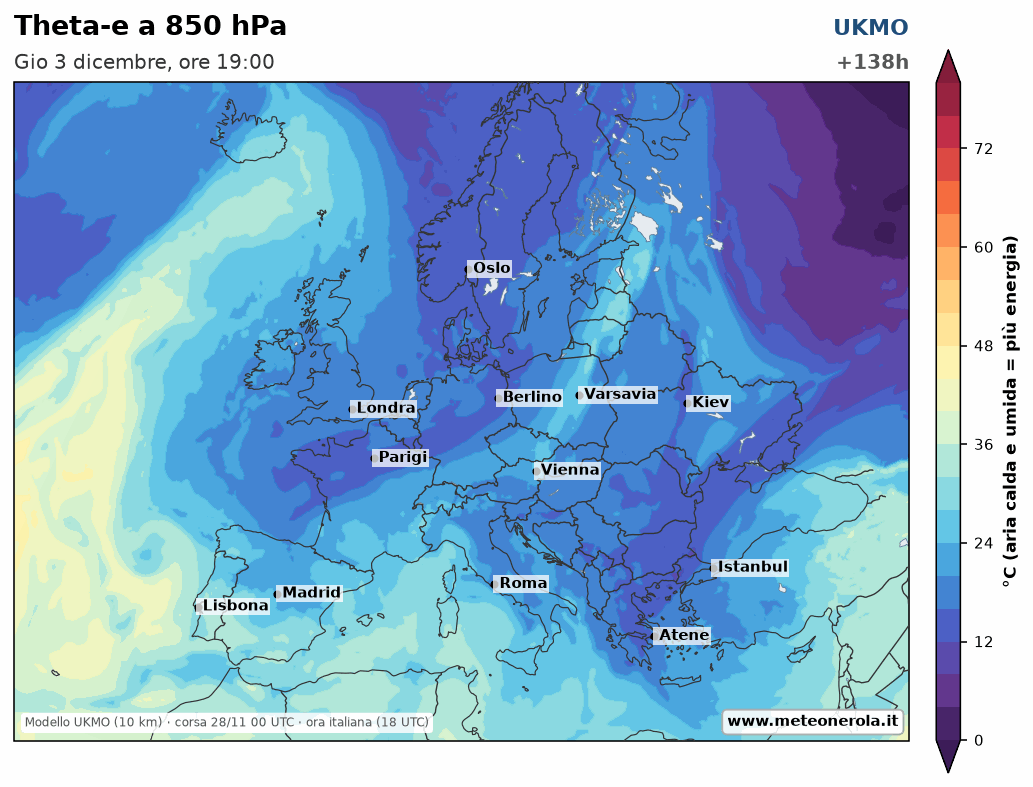 Theta-e a 850 hPa
UKMO
Gio 3 dicembre, ore 19:00
+138h
72
60
48
36
24
12
0
°C (aria calda e umida = più energia)
Oslo
Londra
Berlino
Varsavia
Kiev
Parigi
Vienna
Istanbul
Roma
Madrid
Lisbona
Atene
Modello UKMO (10 km) · corsa 28/11 00 UTC · ora italiana (18 UTC)
www.meteonerola.it